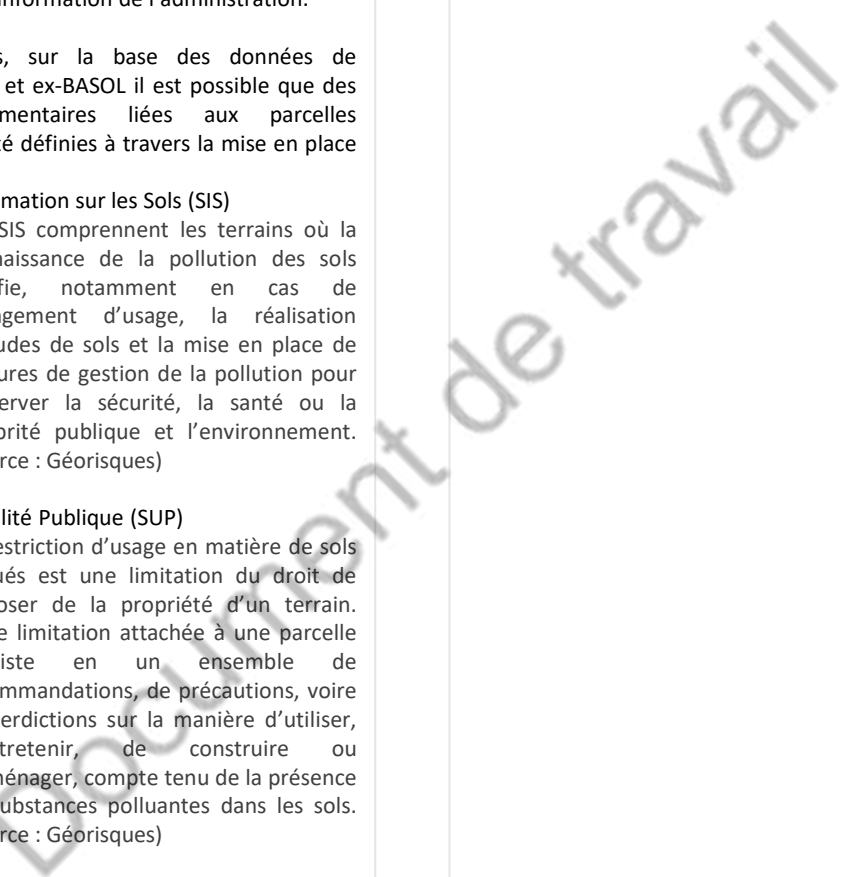 information de l'administration.
s, sur la base des données de
et ex-BASOL il est possible que des
mentaires liées aux parcelles
té définies à travers la mise en place
mation sur les Sols (SIS)
SIS comprennent les terrains où la
naissance de la pollution des sols
fie, notamment en cas de
gement d’usage, la réalisation
udes de sols et la mise en place de
ures de gestion de la pollution pour
erver la sécurité, la santé ou la
brité publique et l’environnement.
rce : Géorisques)
lité Publique (SUP)
estriction d’usage en matière de sols
ués est une limitation du droit de
oser de la propriété d’un terrain.
e limitation attachée à une parcelle
iste en un ensemble de
mmandations, de précautions, voire
erdictions sur la manière d’utiliser,
tretenir, de construire ou
ménager, compte tenu de la présence
ubstances polluantes dans les sols.
rce : Géorisques)
Document de travail